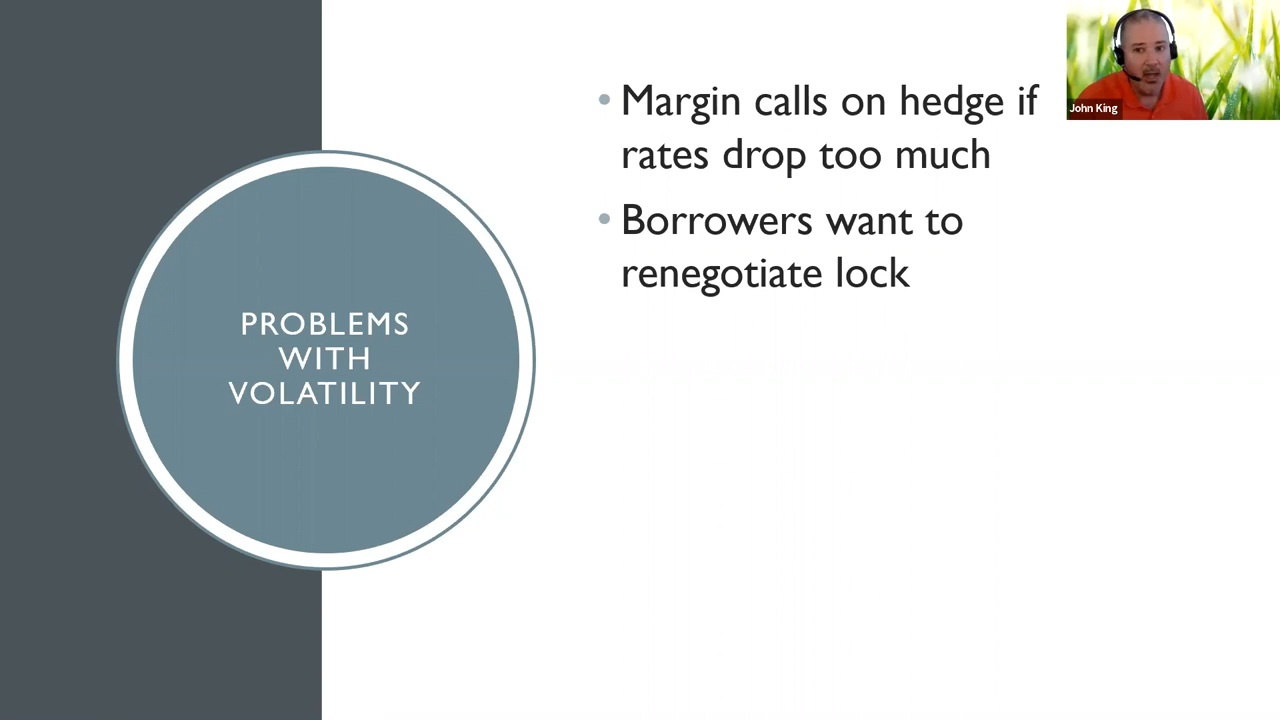 PROBLEMS
WITH
VOLATILITY
• Margin calls on hedge if
rates drop too much
• Borrowers want to
renegotiate lock
John King